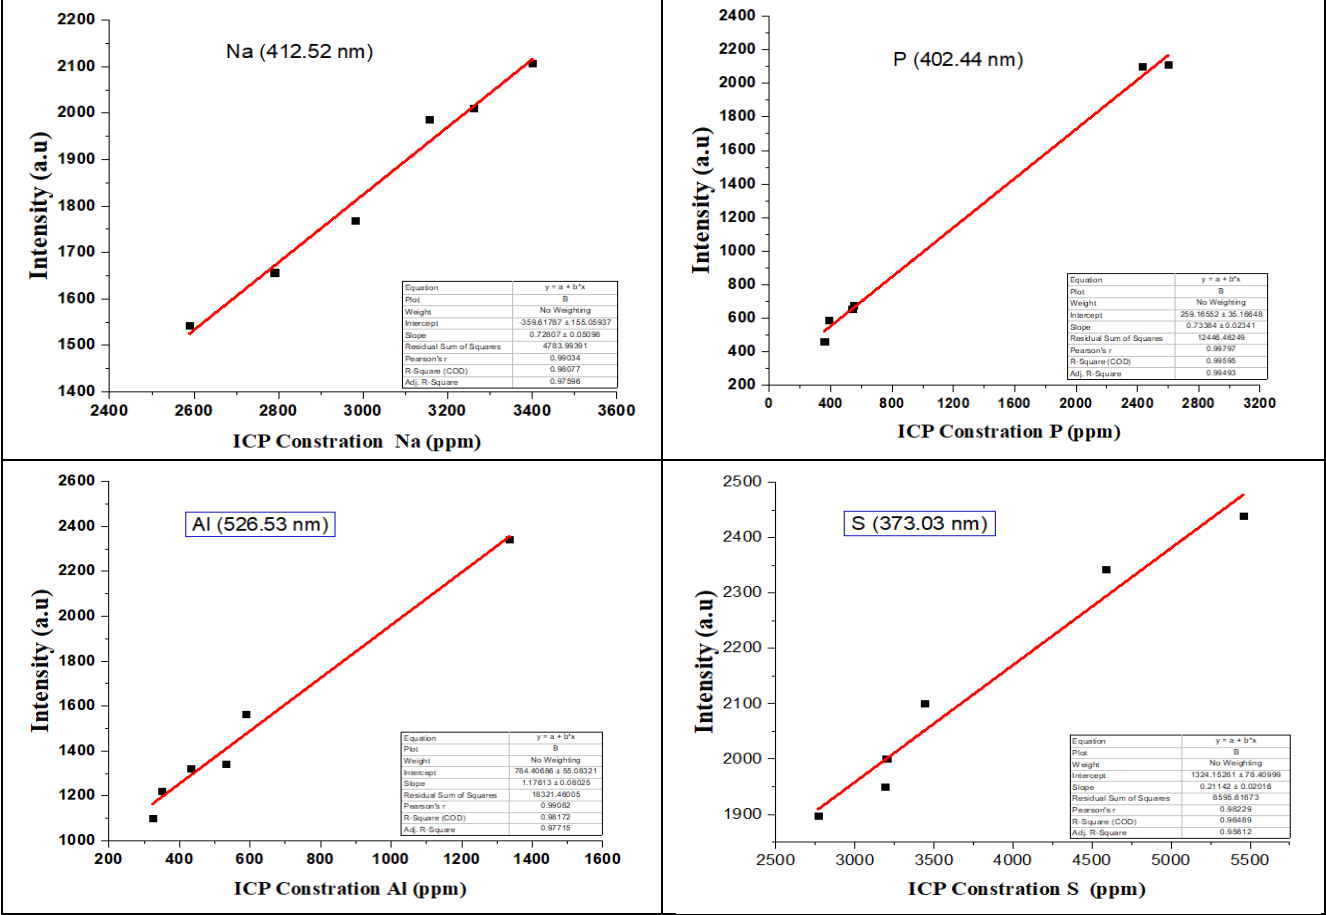 Na (412.52 nm)
2200
2100
2000
1900
1800
1700
1600
1500
1400
Intensity (a.u)
Equation y = a + b*x
Plot B
Weight No Weighting
Intercept -359.61787 ± 155.05937
Slope 0.72807 ± 0.05098
Residual Sum of Squares 4783.99391
Pearson's r 0.99034
R-Square (COD) 0.98077
Adj. R-Square 0.97596
2400 2600 2800 3000 3200 3400 3600
ICP Constration Na (ppm)
P (402.44 nm)
2400
2200
2000
1800
1600
1400
1200
1000
800
600
400
200
Intensity (a.u)
Equation y = a + b*x
Plot B
Weight No Weighting
Intercept 259.16552 ± 35.16648
Slope 0.73384 ± 0.02341
Residual Sum of Squares 12446.46249
Pearson's r 0.99797
R-Square (COD) 0.99595
Adj. R-Square 0.99493
0 400 800 1200 1600 2000 2400 2800 3200
ICP Constration P (ppm)
Al (526.53 nm)
2600
2400
2200
2000
1800
1600
1400
1200
1000
Intensity (a.u)
Equation y = a + b*x
Plot B
Weight No Weighting
Intercept 784.40686 ± 55.08321
Slope 1.17613 ± 0.08025
Residual Sum of Squares 18321.46005
Pearson's r 0.99082
R-Square (COD) 0.98172
Adj. R-Square 0.97715
200 400 600 800 1000 1200 1400 1600
ICP Constration Al (ppm)
S (373.03 nm)
2500
2400
2300
2200
2100
2000
1900
Intensity (a.u)
Equation y = a + b*x
Plot B
Weight No Weighting
Intercept 1324.15281 ± 76.40999
Slope 0.21142 ± 0.02016
Residual Sum of Squares 8595.61873
Pearson's r 0.98229
R-Square (COD) 0.96489
Adj. R-Square 0.95612
2500 3000 3500 4000 4500 5000 5500
ICP Constration S (ppm)